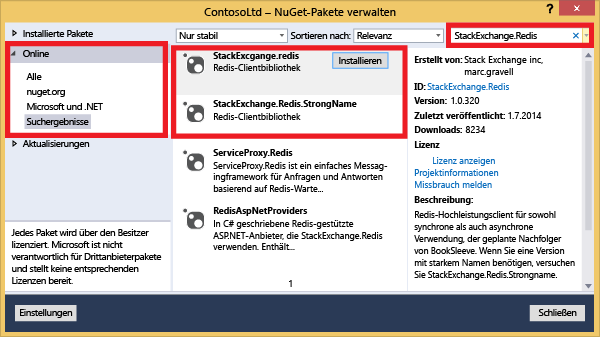 ContosoLtd – NuGet-Pakete verwalten
Installierte Pakete
Online
Alle
nuget.org
Microsoft und .NET
Suchergebnisse
Aktualisierungen
Jedes Paket wird über den Besitzer
lizenziert. Microsoft ist nicht
verantwortlich für Drittanbieterpakete
und stellt keine entsprechenden
Lizenzen bereit.
Nur stabil
Sortieren nach:
Relevanz
StackExcgange.redis
Redis-Clientbibliothek
Installieren
StackExchange.Redis.StrongName
Redis-Clientbibliothek
ServiceProxy.Redis
ServiceProxy.Redis ist ein einfaches Messag-
ingframework für Anfragen und Antworten
basierend auf Redis-Warte...
RedisAspNetProviders
In C# geschriebene Redis-gestützte
ASP.NET-Anbieter, die StackExchange.Redis
verwenden. Enthält...
1
StackExchange.Redis
Erstellt von: Stack Exchange inc,
marc.gravell
ID: StackExchange.Redis
Version: 1.0.320
Zuletzt veröffentlicht: 1.7.2014
Downloads: 8234
Lizenz
Lizenz anzeigen
Projektinformationen
Missbrauch melden
Beschreibung:
Redis-Hochleistungsclient für sowohl
synchrone als auch asynchrone
Verwendung, der geplante Nachfolger
von BookSleeve. Wenn Sie eine Version
mit starkem Namen benötigen, versuchen
Sie StackExchange.Redis.Strongname.
Einstellungen
Schließen